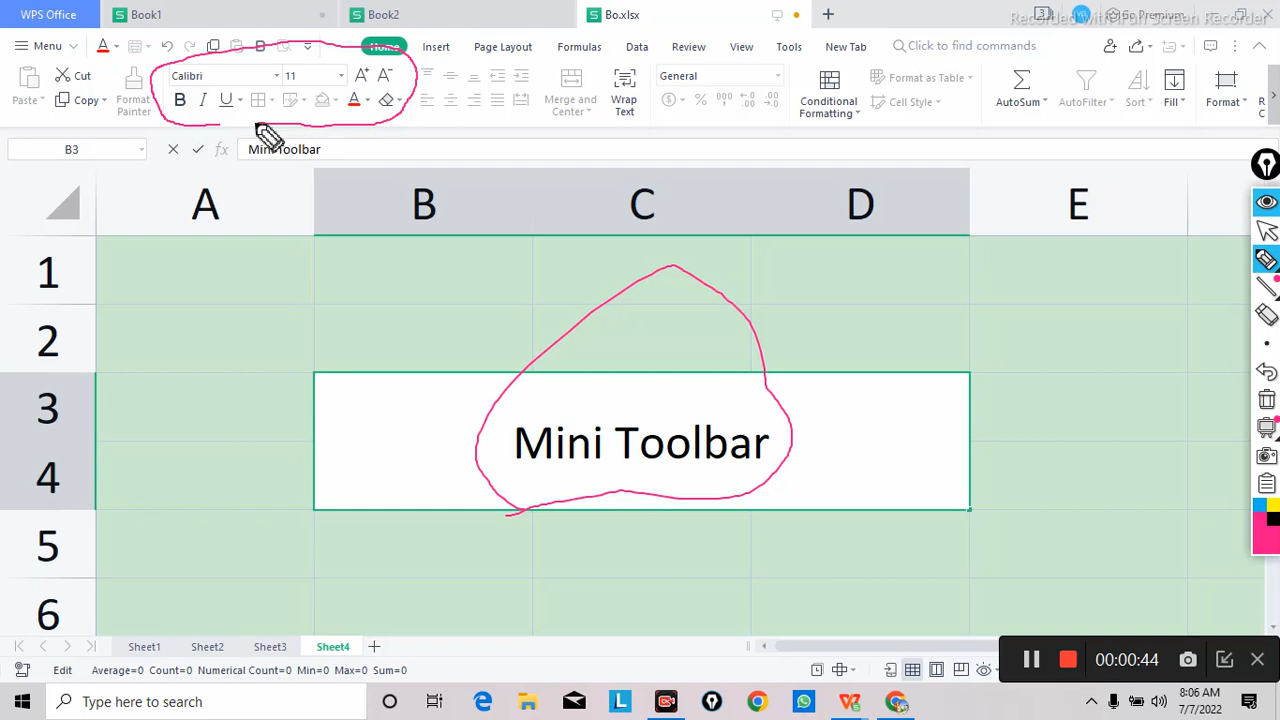 WPS Office
Book1
Book2
Bo.xlsx
Go Premium
Recorded with Full Screen Recorder
Menu
Home
Insert
Page Layout
Formulas
Data
Review
View
Tools
New Tab
Click to find commands
Paste
Cut
Copy
Format
Painter
Calibri
11
A+
A-
B
I
U
A
Merge and
Center
Wrap
Text
General
Conditional
Formatting
Format as Table
Cell Style
AutoSum
AutoFilter
Sort
Fill
Format
B3
fx
Mini Toolbar
A
B
C
D
E
1
2
3
Mini Toolbar
4
5
6
Sheet1
Sheet2
Sheet3
Sheet4
Edit
Average=0 Count=0 Numerical Count=0 Min=0 Max=0 Sum=0
00:00:44
Type here to search
8:06 AM
7/7/2022